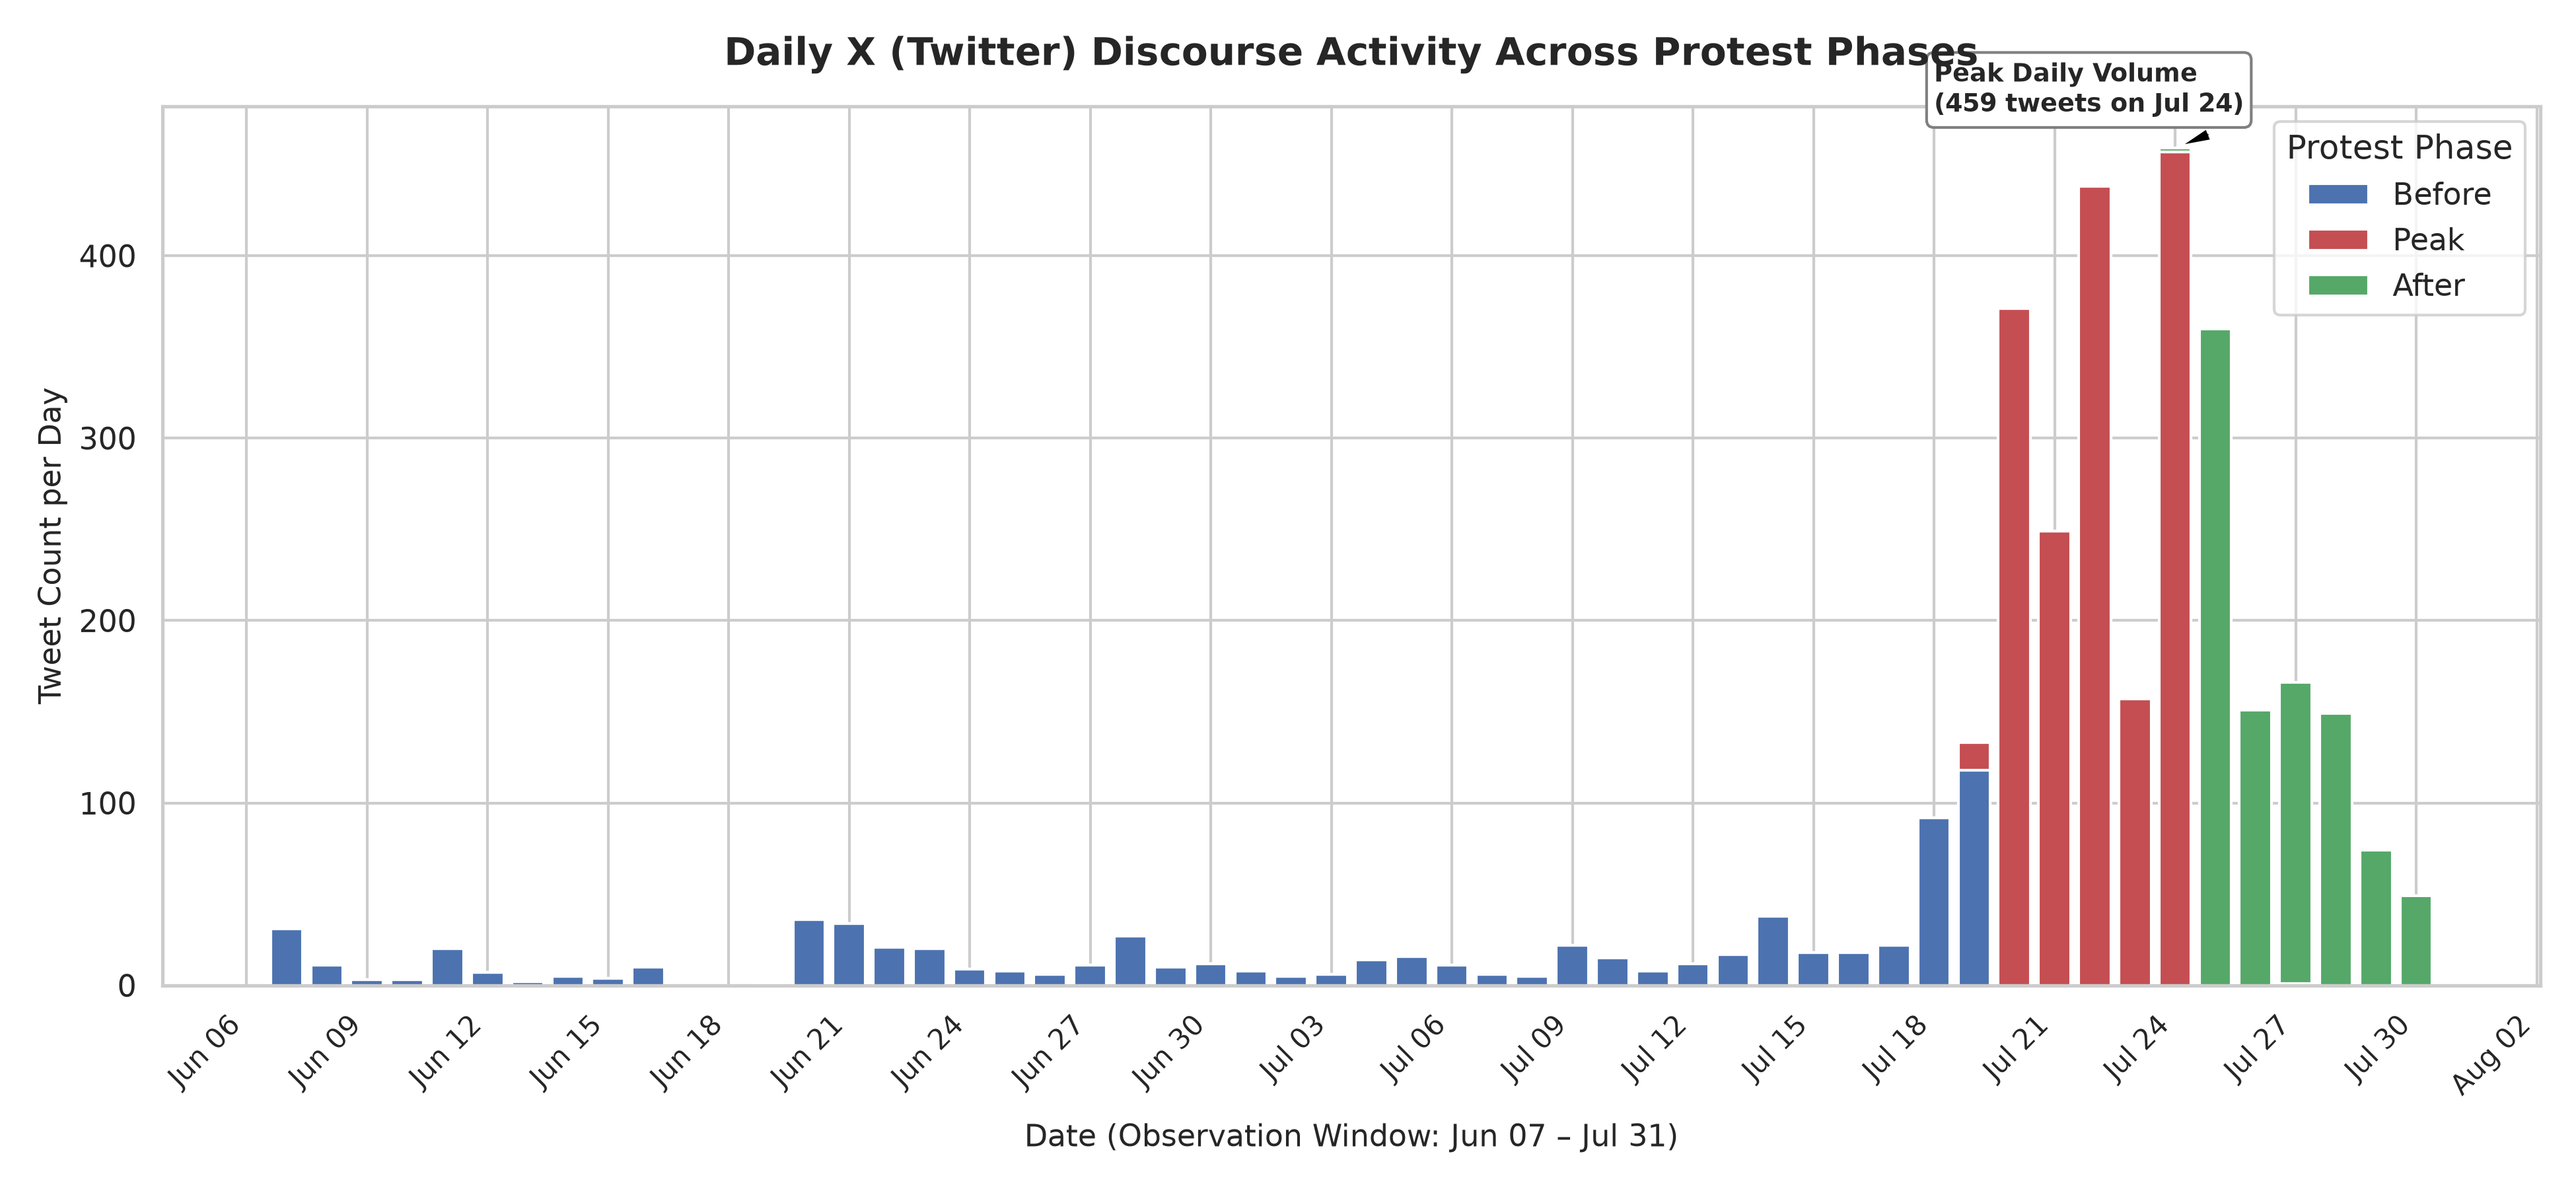 Daily X (Twitter) Discourse Activity Across Protest Phases
Peak Daily Volume
(459 tweets on Jul 24)
Protest Phase
Before
Peak
After
Tweet Count per Day
400
300
200
100
0
Jun 06
Jun 09
Jun 12
Jun 15
Jun 18
Jun 21
Jun 24
Jun 27
Jun 30
Jul 03
Jul 06
Jul 09
Jul 12
Jul 15
Jul 18
Jul 21
Jul 24
Jul 27
Jul 30
Aug 02
Date (Observation Window: Jun 07 – Jul 31)